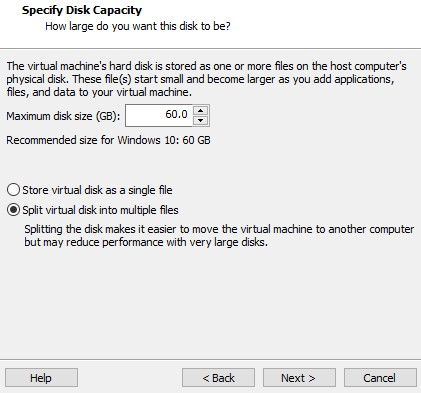 Specify Disk Capacity
How large do you want this disk to be?
The virtual machine's hard disk is stored as one or more files on the host computer's
physical disk. These file(s) start small and become larger as you add applications,
files, and data to your virtual machine.
Maximum disk size (GB): 60.0
Recommended size for Windows 10: 60 GB
Store virtual disk as a single file
Split virtual disk into multiple files
Splitting the disk makes it easier to move the virtual machine to another computer
but may reduce performance with very large disks.
Help < Back Next > Cancel